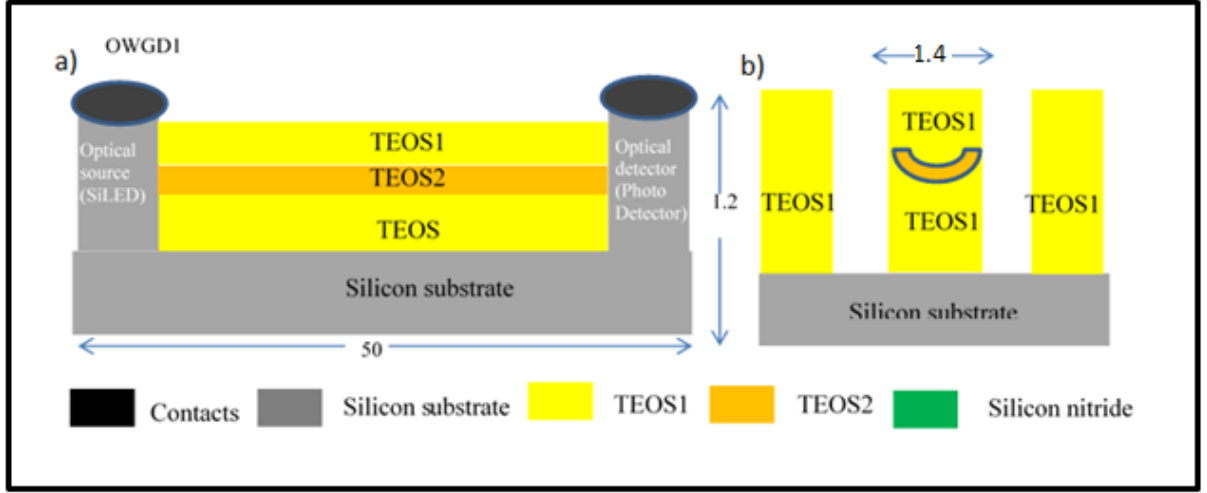 OWGD1
a)
TEOS1
TEOS2
TEOS
Optical
source
(SiLED)
Optical
detector
(Photo
Detector)
Silicon substrate
50
1.2
b)
1.4
TEOS1
TEOS1
TEOS1
TEOS1
Silicon substrate
Contacts
Silicon substrate
TEOS1
TEOS2
Silicon nitride